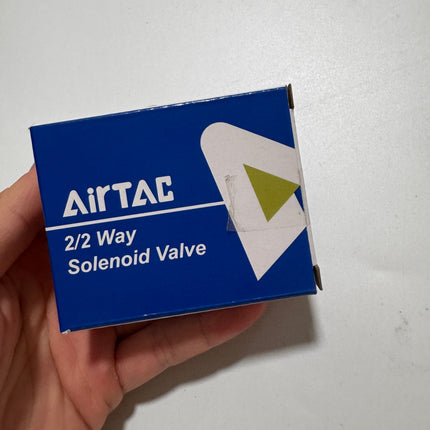 AirTAC
2/2 Way
Solenoid Valve